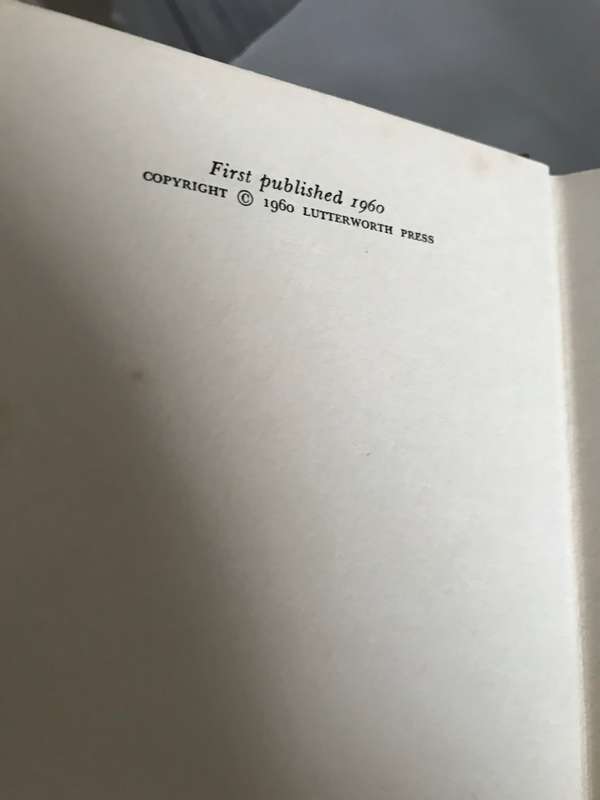 First published 1960
COPYRIGHT © 1960 LUTTERWORTH PRESS